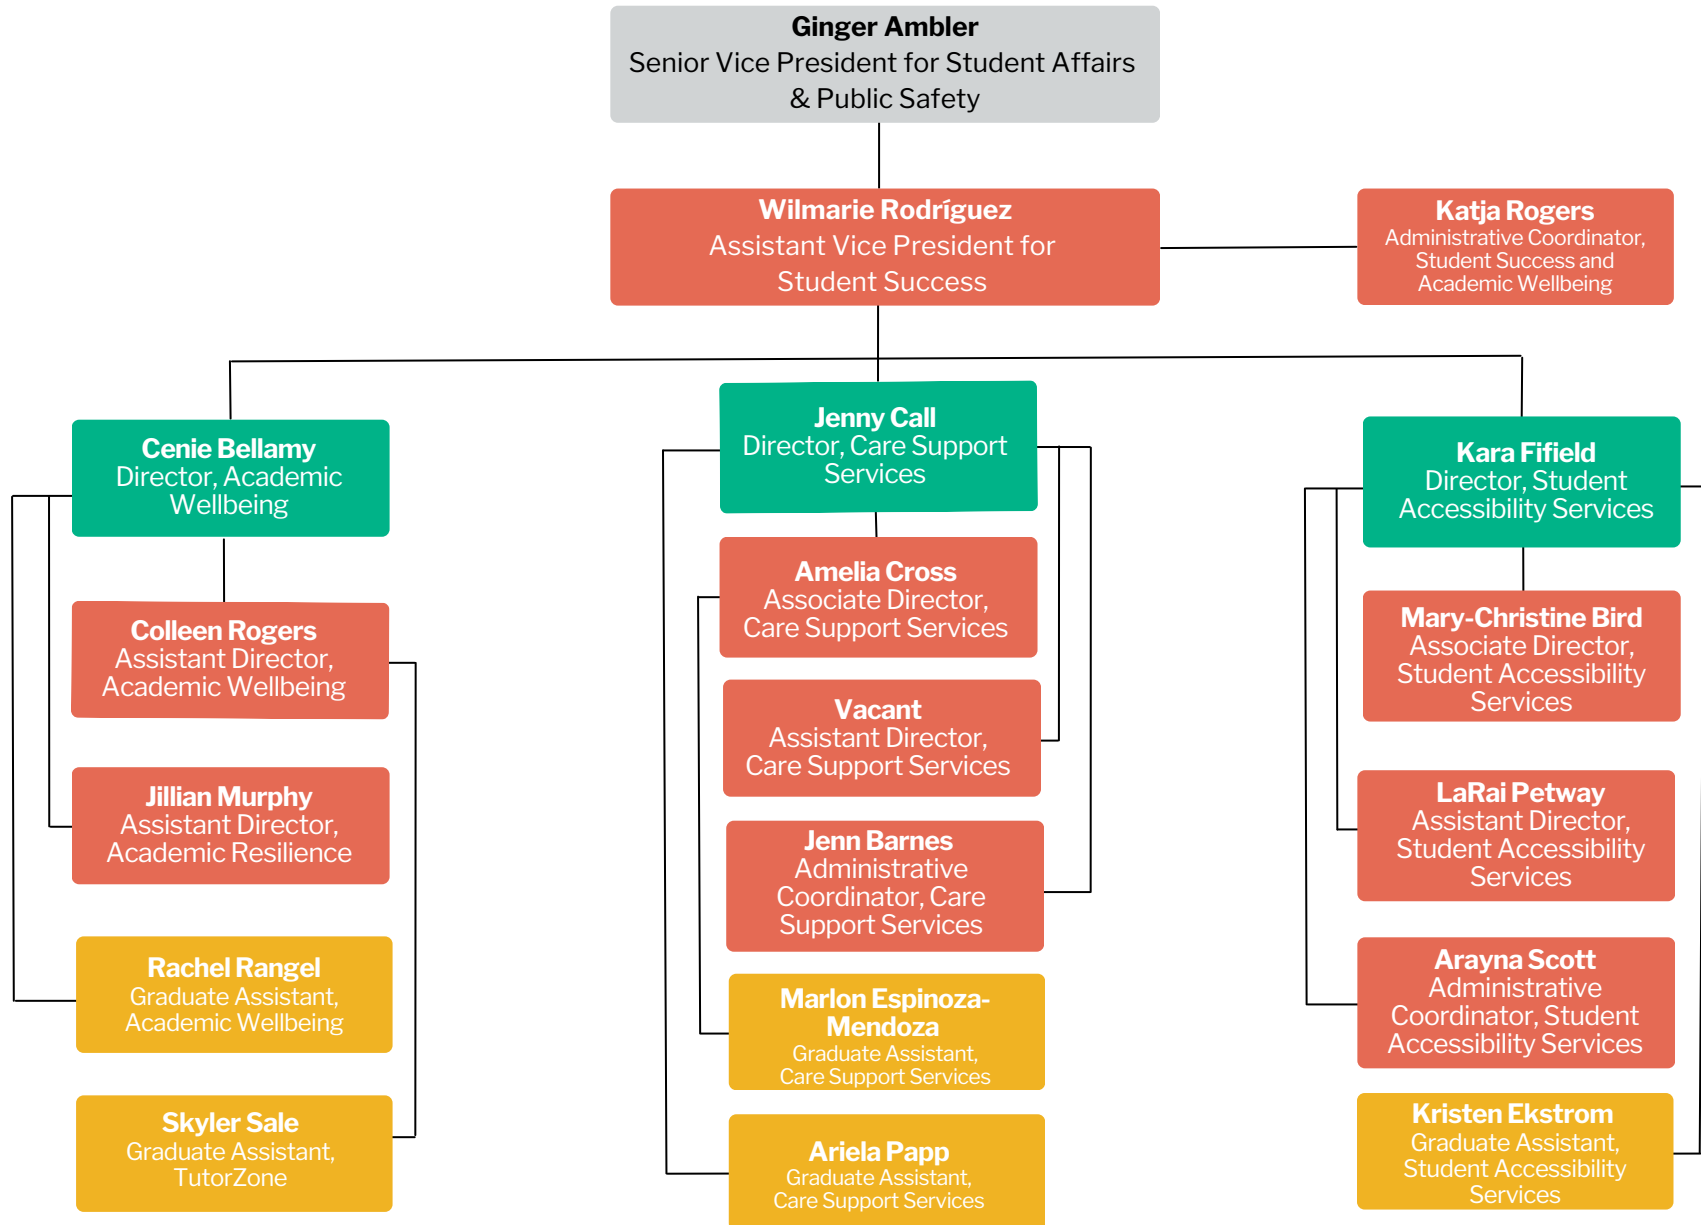 Ginger Ambler
Senior Vice President for Student Affairs
& Public Safety
Wilmarie Rodríguez
Assistant Vice President for
Student Success
Katja Rogers
Administrative Coordinator,
Student Success and
Academic Wellbeing
Cenie Bellamy
Director, Academic
Wellbeing
Colleen Rogers
Assistant Director,
Academic Wellbeing
Jillian Murphy
Assistant Director,
Academic Resilience
Rachel Rangel
Graduate Assistant,
Academic Wellbeing
Skyler Sale
Graduate Assistant,
TutorZone
Jenny Call
Director, Care Support
Services
Amelia Cross
Associate Director,
Care Support Services
Vacant
Assistant Director,
Care Support Services
Jenn Barnes
Administrative
Coordinator, Care
Support Services
Marlon Espinoza-
Mendoza
Graduate Assistant,
Care Support Services
Ariela Papp
Graduate Assistant,
Care Support Services
Kara Fifield
Director, Student
Accessibility Services
Mary-Christine Bird
Associate Director,
Student Accessibility
Services
LaRai Petway
Assistant Director,
Student Accessibility
Services
Arayna Scott
Administrative
Coordinator, Student
Accessibility Services
Kristen Ekstrom
Graduate Assistant,
Student Accessibility
Services